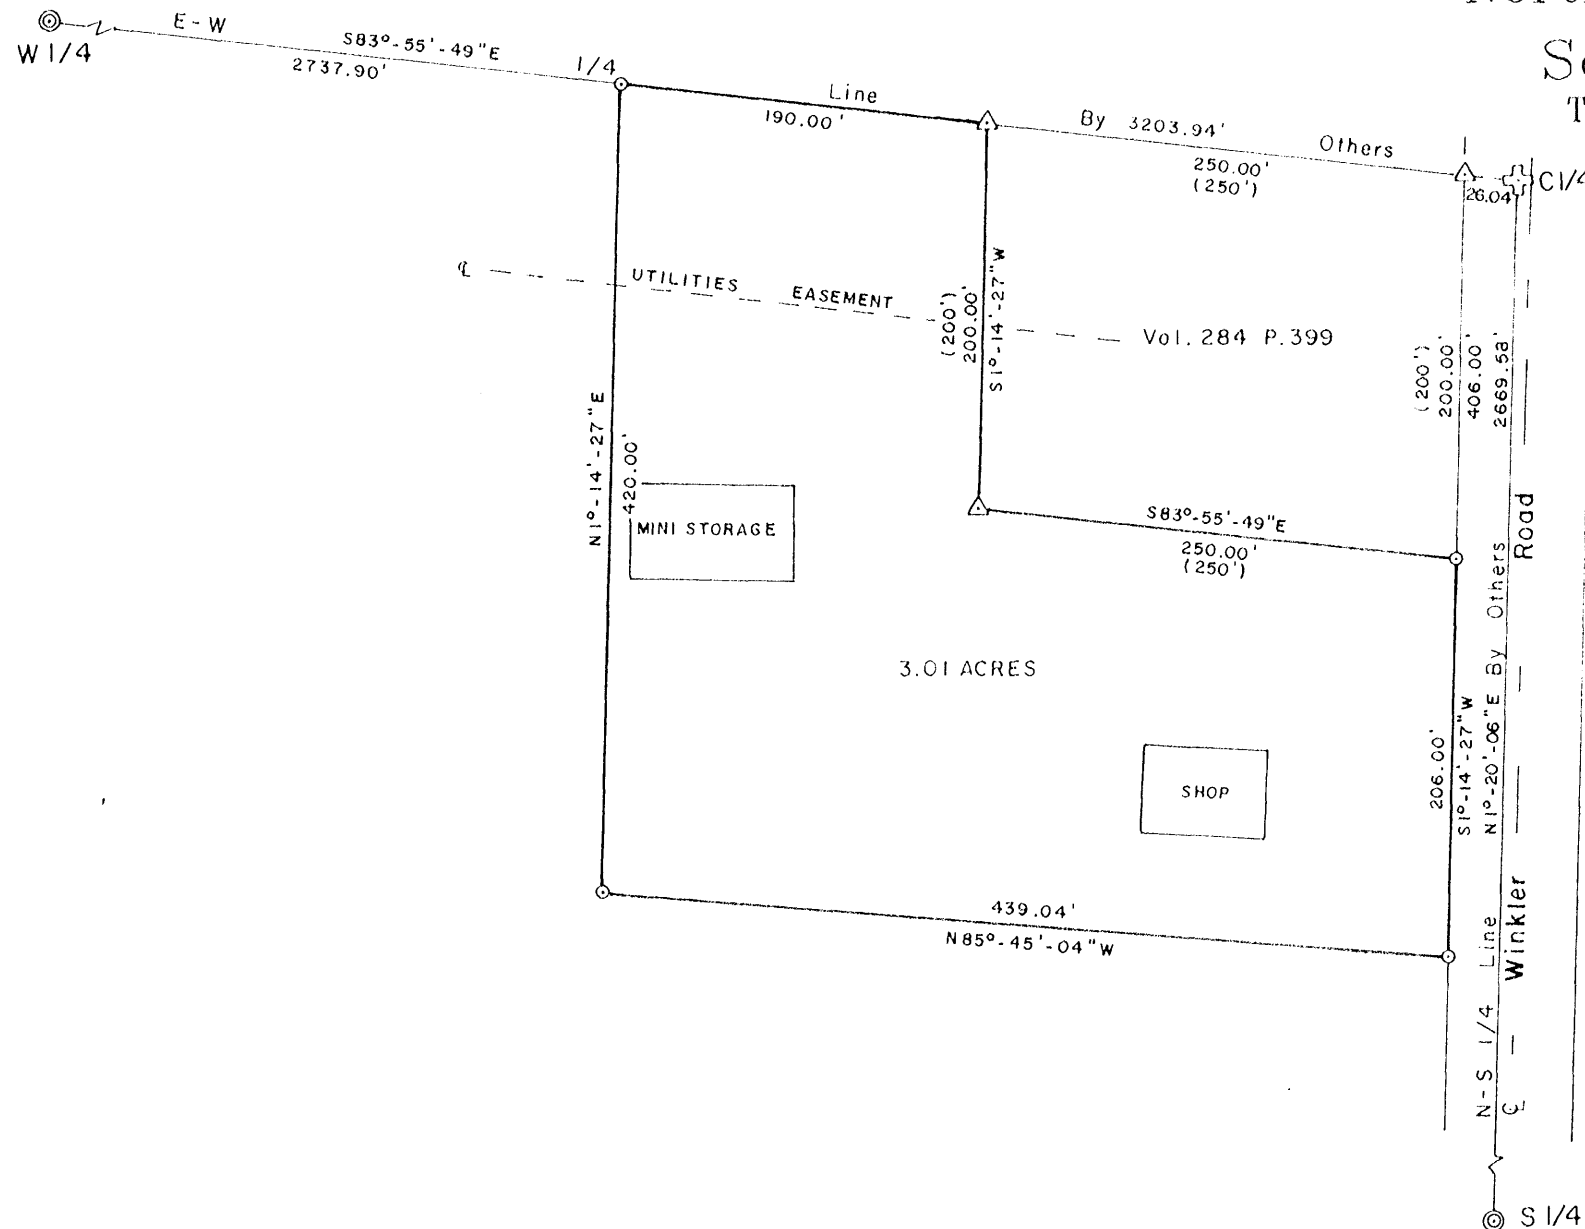 E-W
W 1/4
S83°-55'-49"E
2737.90'
1/4
Line
190.00'
By 3203.94'
Others
250.00'
(250')
26.04
C 1/4
℄
UTILITIES EASEMENT
Vol. 284 P. 399
(200')
200.00'
S1°-14'-27"W
(200')
200.00'
406.00'
2669.58'
N1°-14'-27"E
420.00'
MINI STORAGE
S83°-55'-49"E
250.00'
(250')
3.01 ACRES
SHOP
206.00'
S1°-14'-27"W
N1°-20'-06"E By Others
N-S 1/4 Line
℄ Winkler Road
439.04'
N85°-45'-04"W
S 1/4